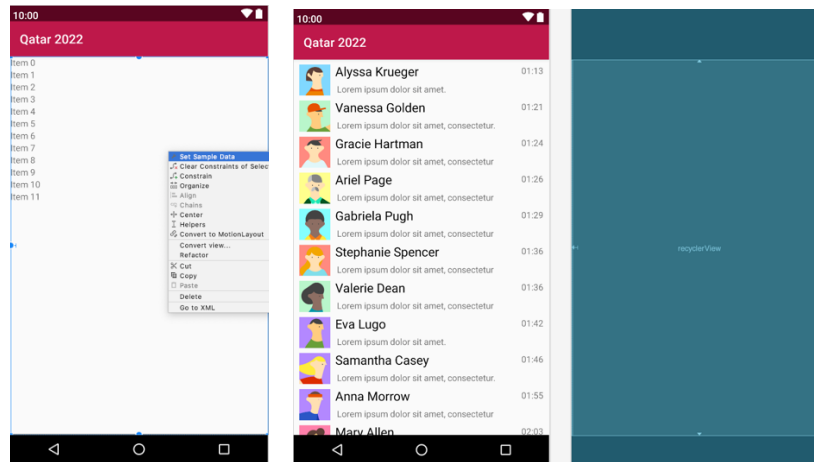 10:00
Qatar 2022
Item 0
Item 1
Item 2
Item 3
Item 4
Item 5
Item 6
Item 7
Item 8
Item 9
Item 10
Item 11
Set Sample Data
Clear Constraints of Selec
Constrain
Organize
Align
Chains
Center
Helpers
Convert to MotionLayout
Convert view...
Refactor
Cut
Copy
Paste
Delete
Go to XML
10:00
Qatar 2022
Alyssa Krueger 01:13
Lorem ipsum dolor sit amet.
Vanessa Golden 01:21
Lorem ipsum dolor sit amet, consectetur.
Gracie Hartman 01:24
Lorem ipsum dolor sit amet, consectetur
Ariel Page 01:26
Lorem ipsum dolor sit amet, consectetur
Gabriela Pugh 01:29
Lorem ipsum dolor sit amet, consectetur
Stephanie Spencer 01:36
Lorem ipsum dolor sit amet, consectetur
Valerie Dean 01:36
Lorem ipsum dolor sit amet, consectetur
Eva Lugo 01:42
Lorem ipsum dolor sit amet.
Samantha Casey 01:46
Lorem ipsum dolor sit amet, consectetur.
Anna Morrow 01:55
Lorem ipsum dolor sit amet, consectetur
Mary Allen 02:03
recyclerView